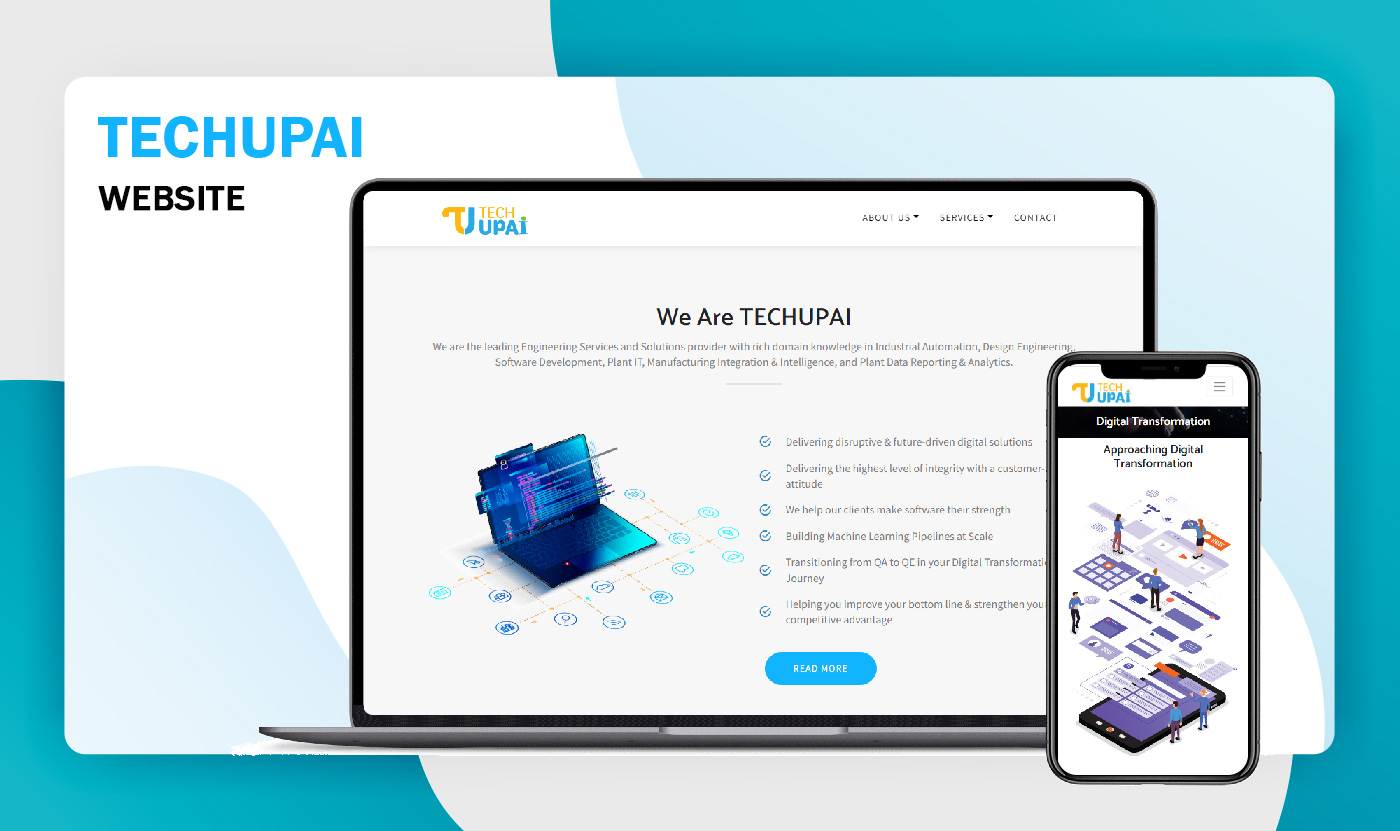 TECHUPAI
WEBSITE
TECH
UPAi
ABOUT US
SERVICES
CONTACT
We Are TECHUPAI
We are the leading Engineering Services and Solutions provider with rich domain knowledge in Industrial Automation, Design Engineering,
Software Development, Plant IT, Manufacturing Integration & Intelligence, and Plant Data Reporting & Analytics.
Delivering disruptive & future-driven digital solutions
Delivering the highest level of integrity with a customer-
attitude
We help our clients make software their strength
Building Machine Learning Pipelines at Scale
Transitioning from QA to QE in your Digital
Journey
Helping you improve your bottom line & strengthen your
competitive advantage
READ MORE
TECH
UPAi
Digital Transformation
Approaching Digital
Transformation